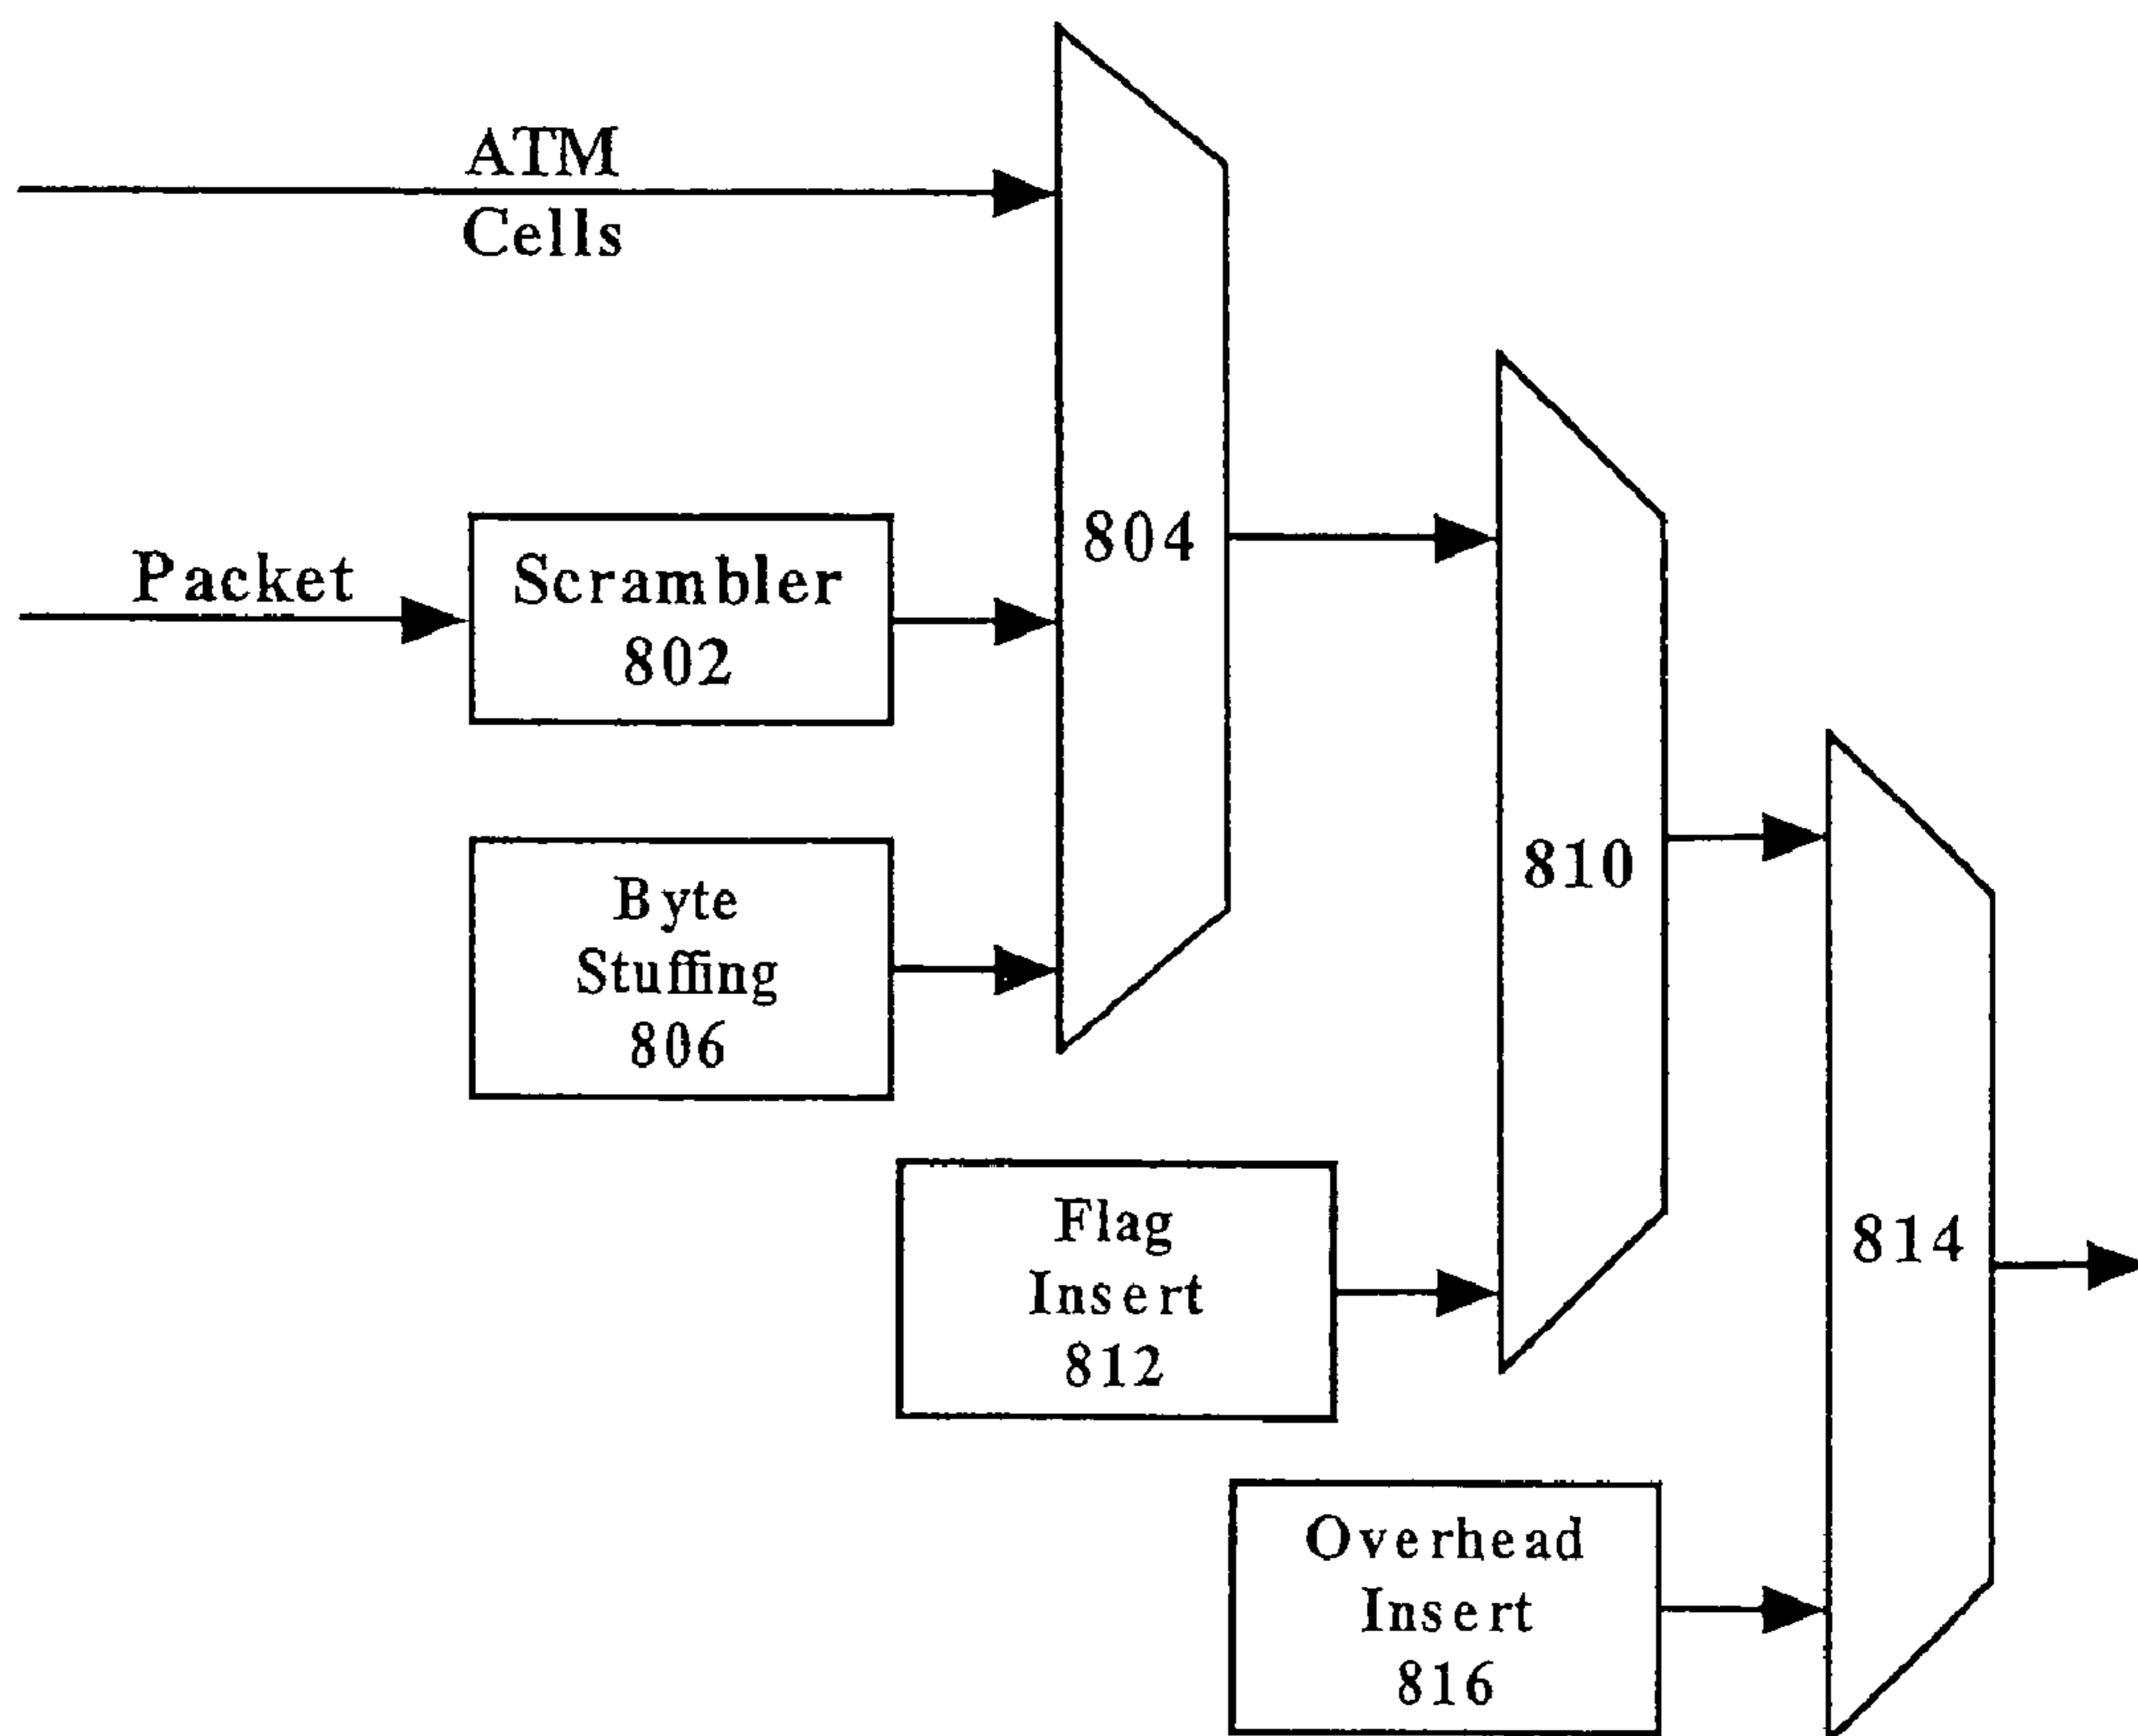 ATM
Cells
Packet
Scrambler
802
804
Byte
Stuffing
806
810
Flag
Insert
812
814
Overhead
Insert
816